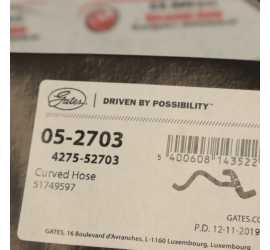 Gates
DRIVEN BY POSSIBILITY™
05-2703
4275-52703
Curved Hose
51749597
5 400608 143522
GATES.CO
P.D. 12-11-2019
GATES, 16 Boulevard d'Avranches, L-1160 Luxembourg, Luxembourg